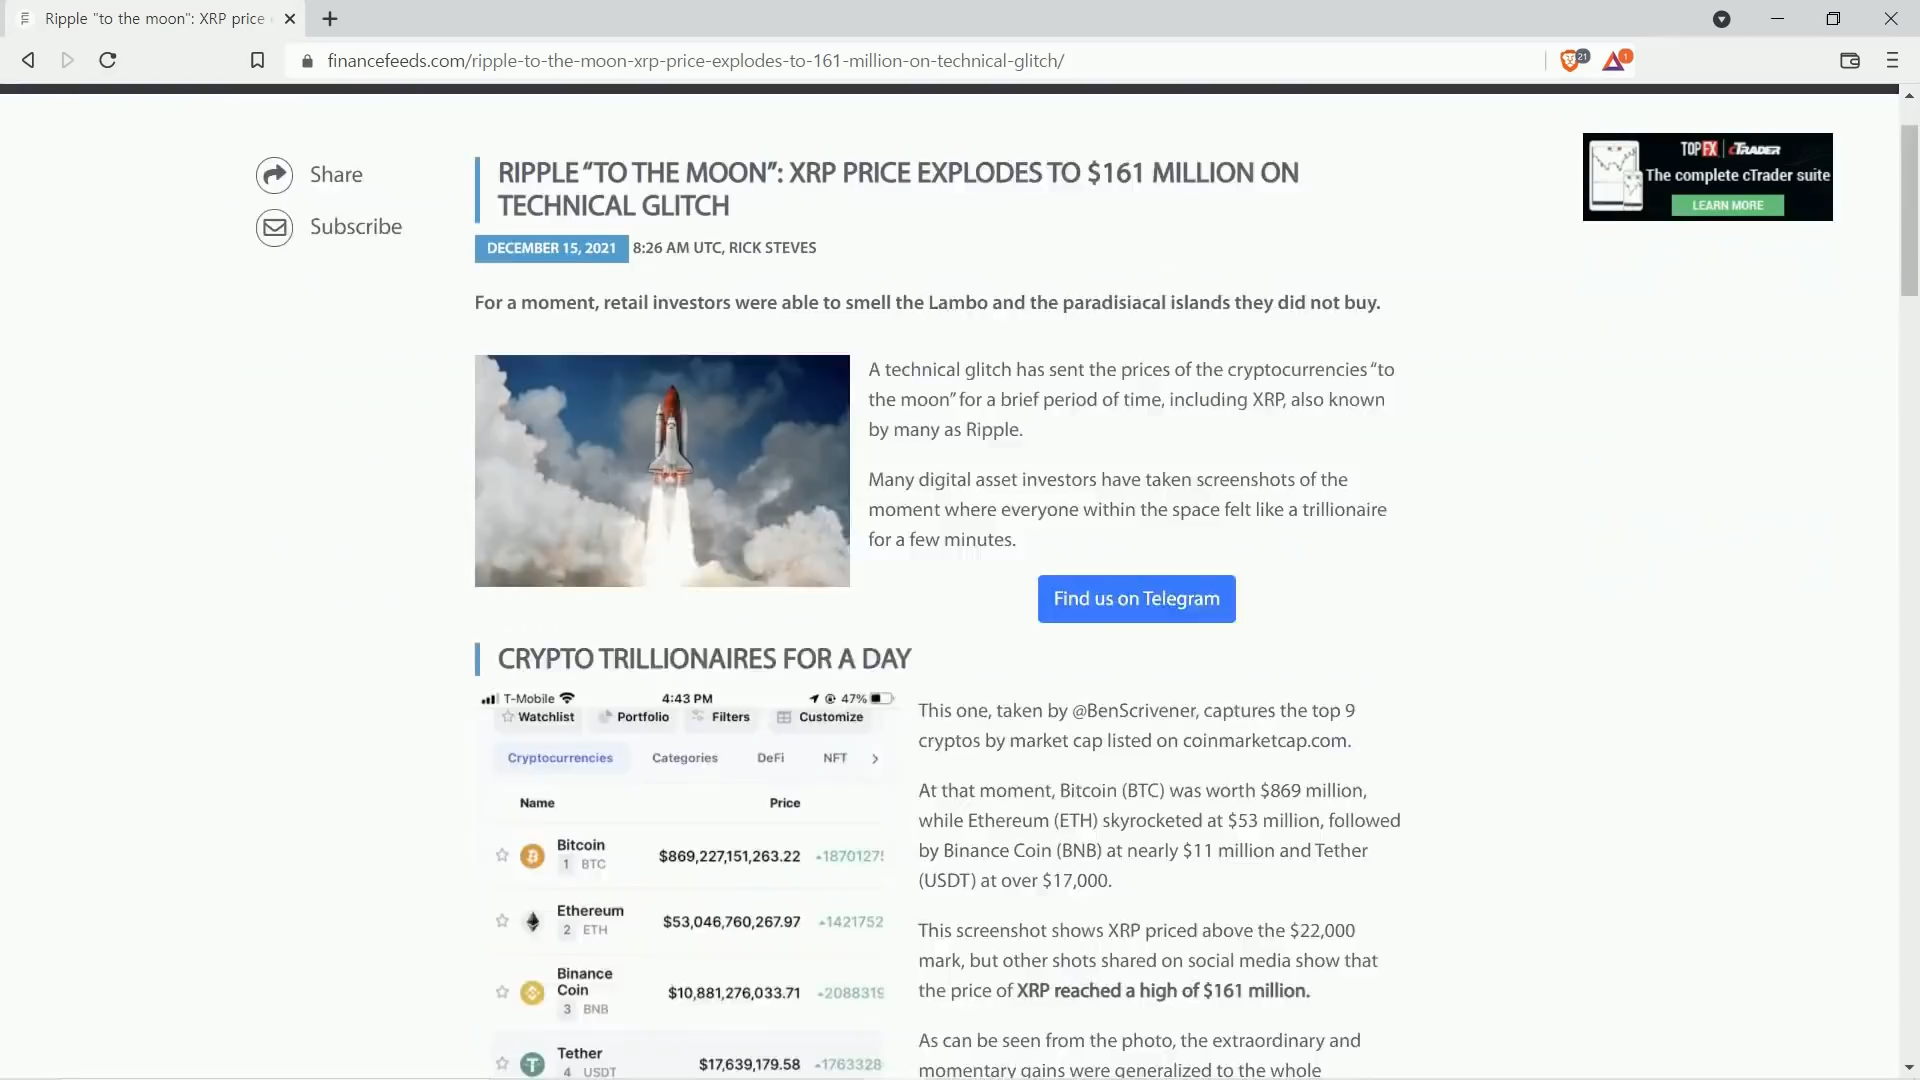 Ripple "to the moon": XRP price
financefeeds.com/ripple-to-the-moon-xrp-price-explodes-to-161-million-on-technical-glitch/
21
1
Share
Subscribe
RIPPLE “TO THE MOON”: XRP PRICE EXPLODES TO $161 MILLION ON
TECHNICAL GLITCH
DECEMBER 15, 2021 8:26 AM UTC, RICK STEVES
TOPFX cTRADER
The complete cTrader suite
LEARN MORE
For a moment, retail investors were able to smell the Lambo and the paradisiacal islands they did not buy.
A technical glitch has sent the prices of the cryptocurrencies “to
the moon” for a brief period of time, including XRP, also known
by many as Ripple.
Many digital asset investors have taken screenshots of the
moment where everyone within the space felt like a trillionaire
for a few minutes.
Find us on Telegram
CRYPTO TRILLIONAIRES FOR A DAY
T-Mobile 4:43 PM 47%
Watchlist Portfolio Filters Customize
Cryptocurrencies Categories DeFi NFT
Name Price
Bitcoin
1 BTC
$869,227,151,263.22
Ethereum
2 ETH
$53,046,760,267.97 1421752
Binance
Coin
3 BNB
$10,881,276,033.71
Tether
4 USDT
$17,639,179.58 1763328
This one, taken by @BenScrivener, captures the top 9
cryptos by market cap listed on coinmarketcap.com.
At that moment, Bitcoin (BTC) was worth $869 million,
while Ethereum (ETH) skyrocketed at $53 million, followed
by Binance Coin (BNB) at nearly $11 million and Tether
(USDT) at over $17,000.
This screenshot shows XRP priced above the $22,000
mark, but other shots shared on social media show that
the price of XRP reached a high of $161 million.
As can be seen from the photo, the extraordinary and
momentary gains were generalized to the whole